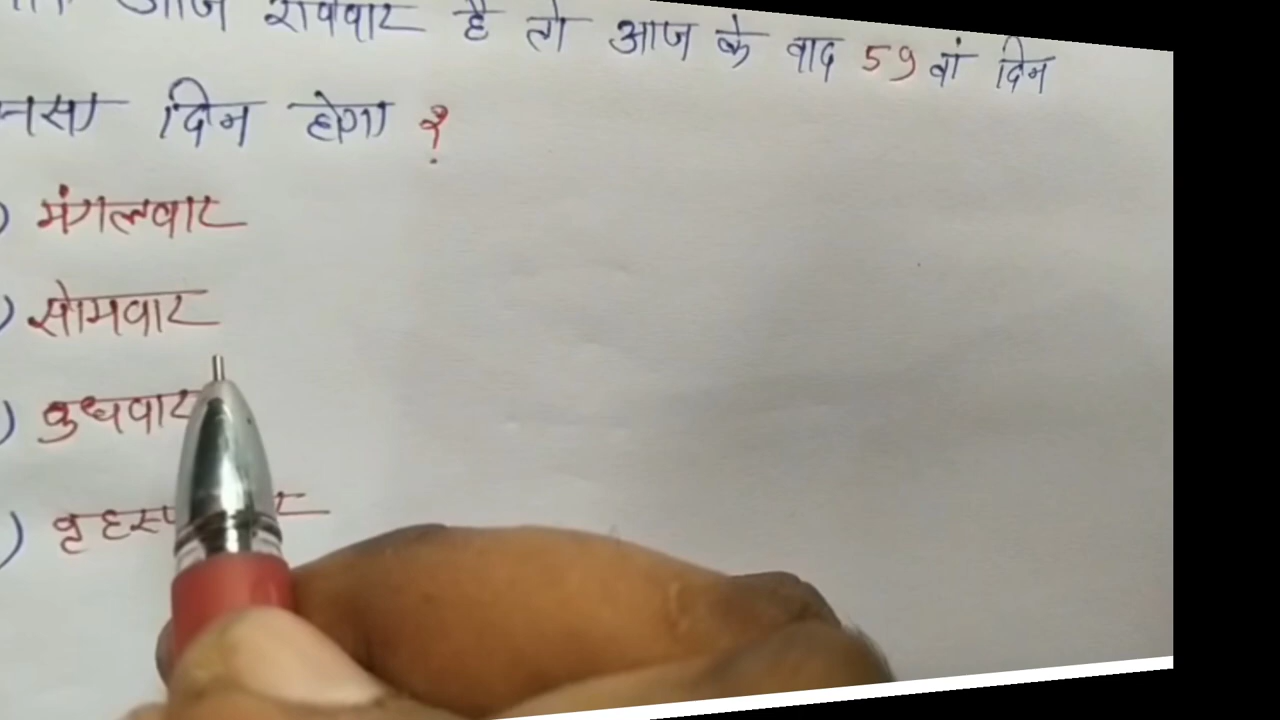 आज रविवार है तो आज के बाद 59 वां दिन
दिन होगा ?
) मंगलवार
) सोमवार
) बुधवार
)